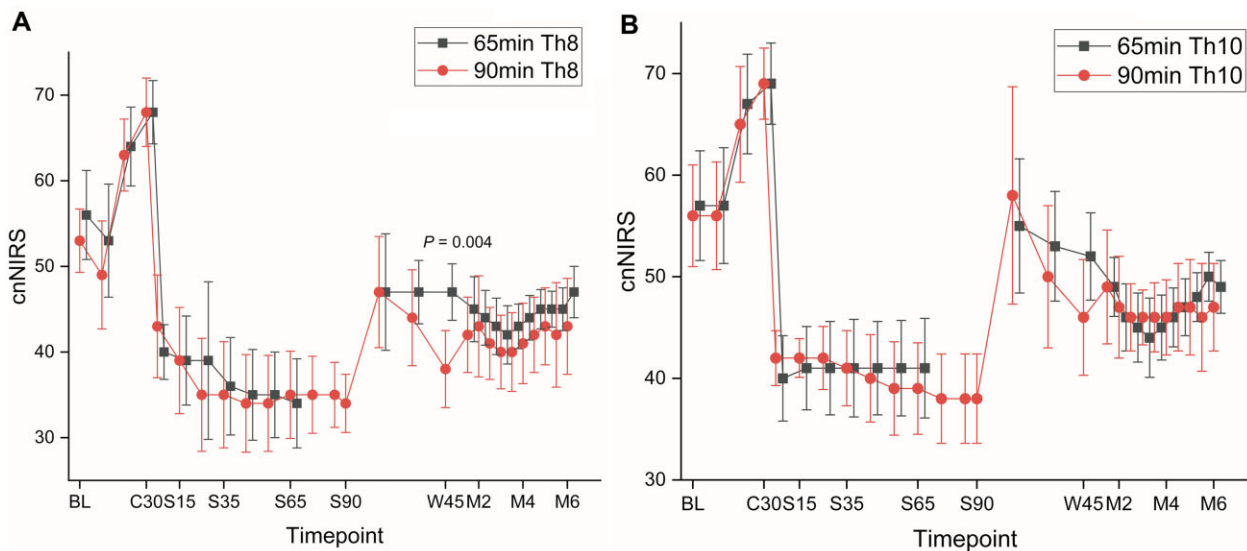 A
65min Th8
90min Th8
cnNIRS
70
60
50
40
30
P = 0.004
BL
C30
S15
S35
S65
S90
W45
M2
M4
M6
Timepoint
B
65min Th10
90min Th10
cnNIRS
70
60
50
40
30
BL
C30
S15
S35
S65
S90
W45
M2
M4
M6
Timepoint